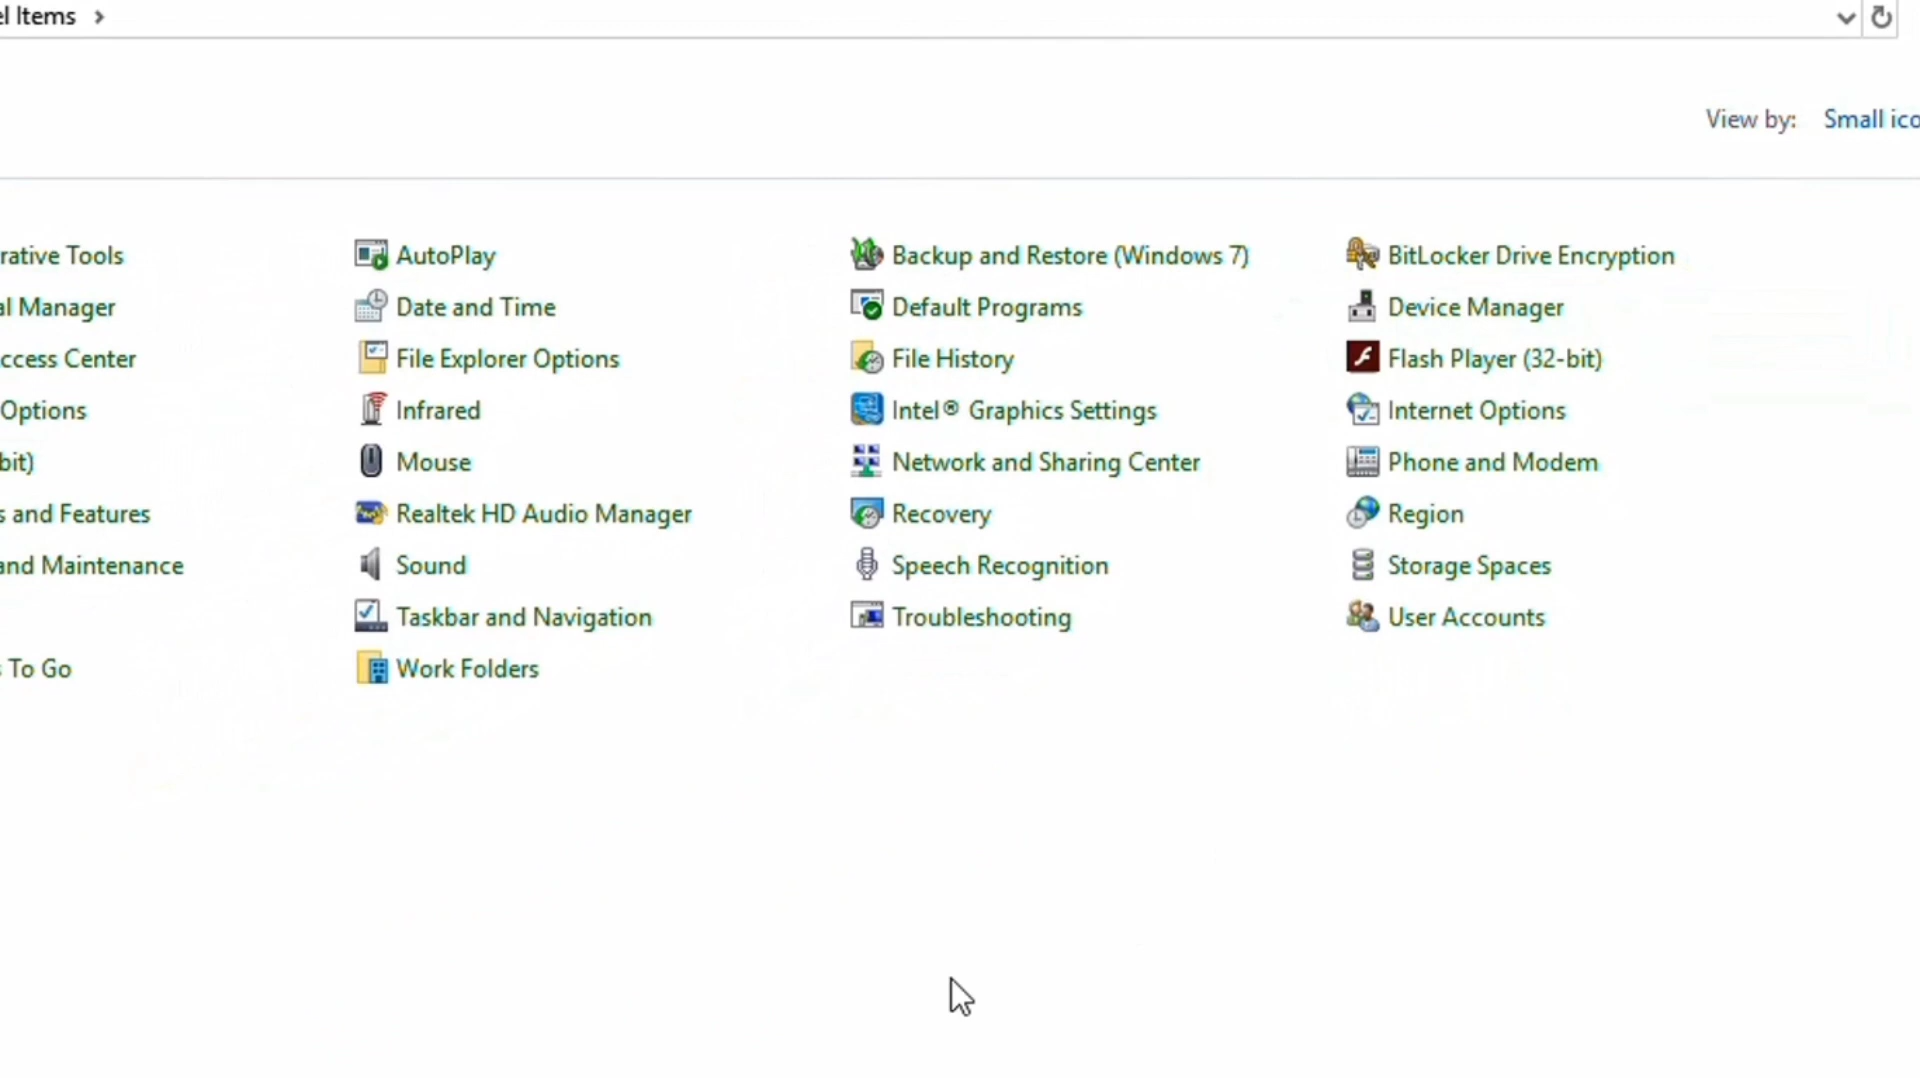 el Items
View by: Small ico
rative Tools
AutoPlay
Backup and Restore (Windows 7)
BitLocker Drive Encryption
al Manager
Date and Time
Default Programs
Device Manager
ccess Center
File Explorer Options
File History
Flash Player (32-bit)
Options
Infrared
Intel® Graphics Settings
Internet Options
bit)
Mouse
Network and Sharing Center
Phone and Modem
s and Features
Realtek HD Audio Manager
Recovery
Region
and Maintenance
Sound
Speech Recognition
Storage Spaces
Taskbar and Navigation
Troubleshooting
User Accounts
s To Go
Work Folders